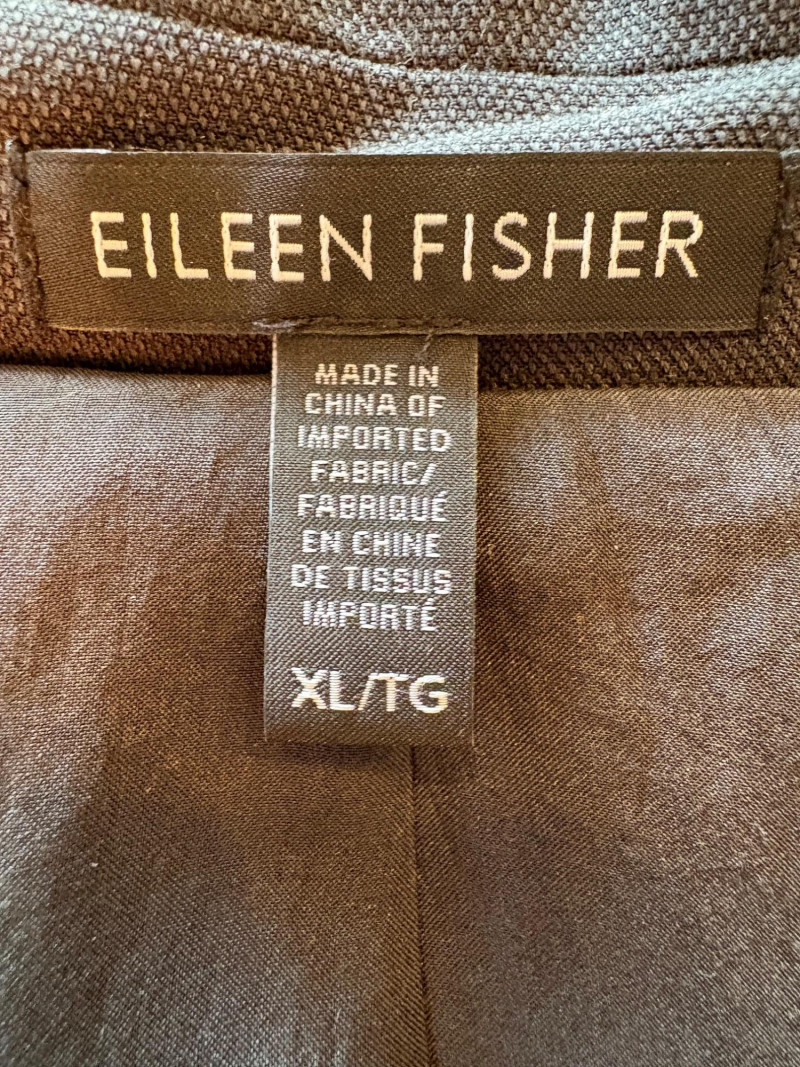 EILEEN FISHER
MADE IN
CHINA OF
IMPORTED
FABRIC/
FABRIQUÉ
EN CHINE
DE TISSUS
IMPORTÉ
XL/TG